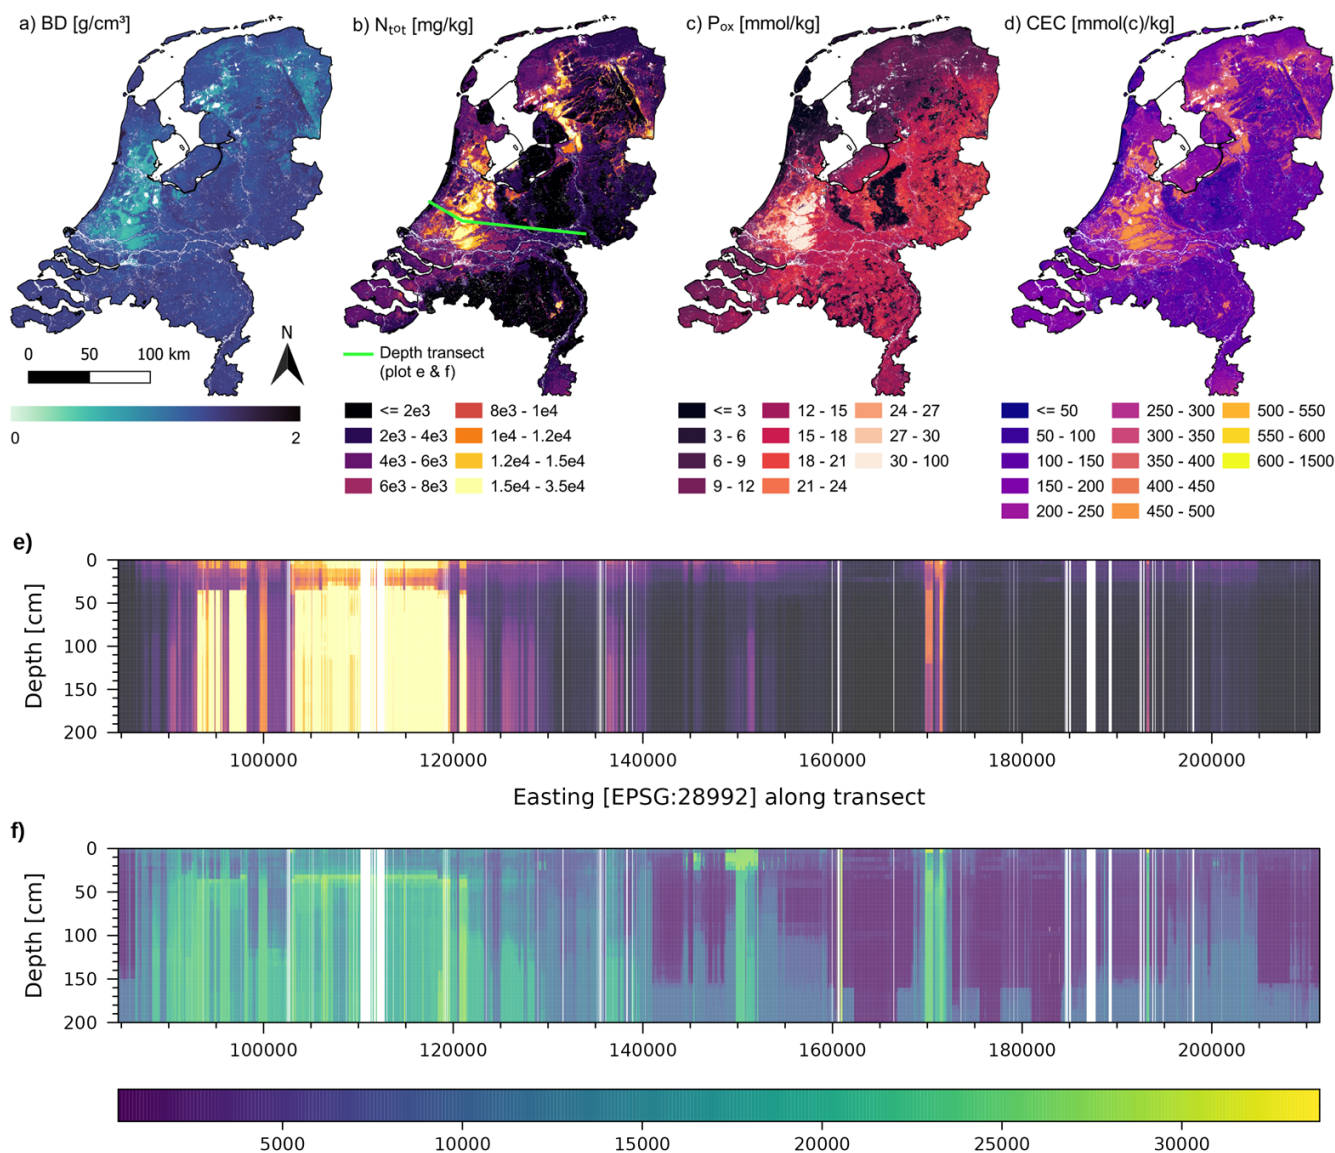 a) BD [g/cm³]
b) Nₜₒₜ [mg/kg]
c) Pₒₓ [mmol/kg]
d) CEC [mmol(c)/kg]
N
0 50 100 km
0 2
Depth transect
(plot e & f)
<= 2e3 8e3 - 1e4
2e3 - 4e3 1e4 - 1.2e4
4e3 - 6e3 1.2e4 - 1.5e4
6e3 - 8e3 1.5e4 - 3.5e4
<= 3 12 - 15 24 - 27
3 - 6 15 - 18 27 - 30
6 - 9 18 - 21 30 - 100
9 - 12 21 - 24
<= 50 250 - 300 500 - 550
50 - 100 300 - 350 550 - 600
100 - 150 350 - 400 600 - 1500
150 - 200 400 - 450
200 - 250 450 - 500
e)
Depth [cm]
0
50
100
150
200
100000 120000 140000 160000 180000 200000
Easting [EPSG:28992] along transect
f)
Depth [cm]
0
50
100
150
200
100000 120000 140000 160000 180000 200000
5000 10000 15000 20000 25000 30000